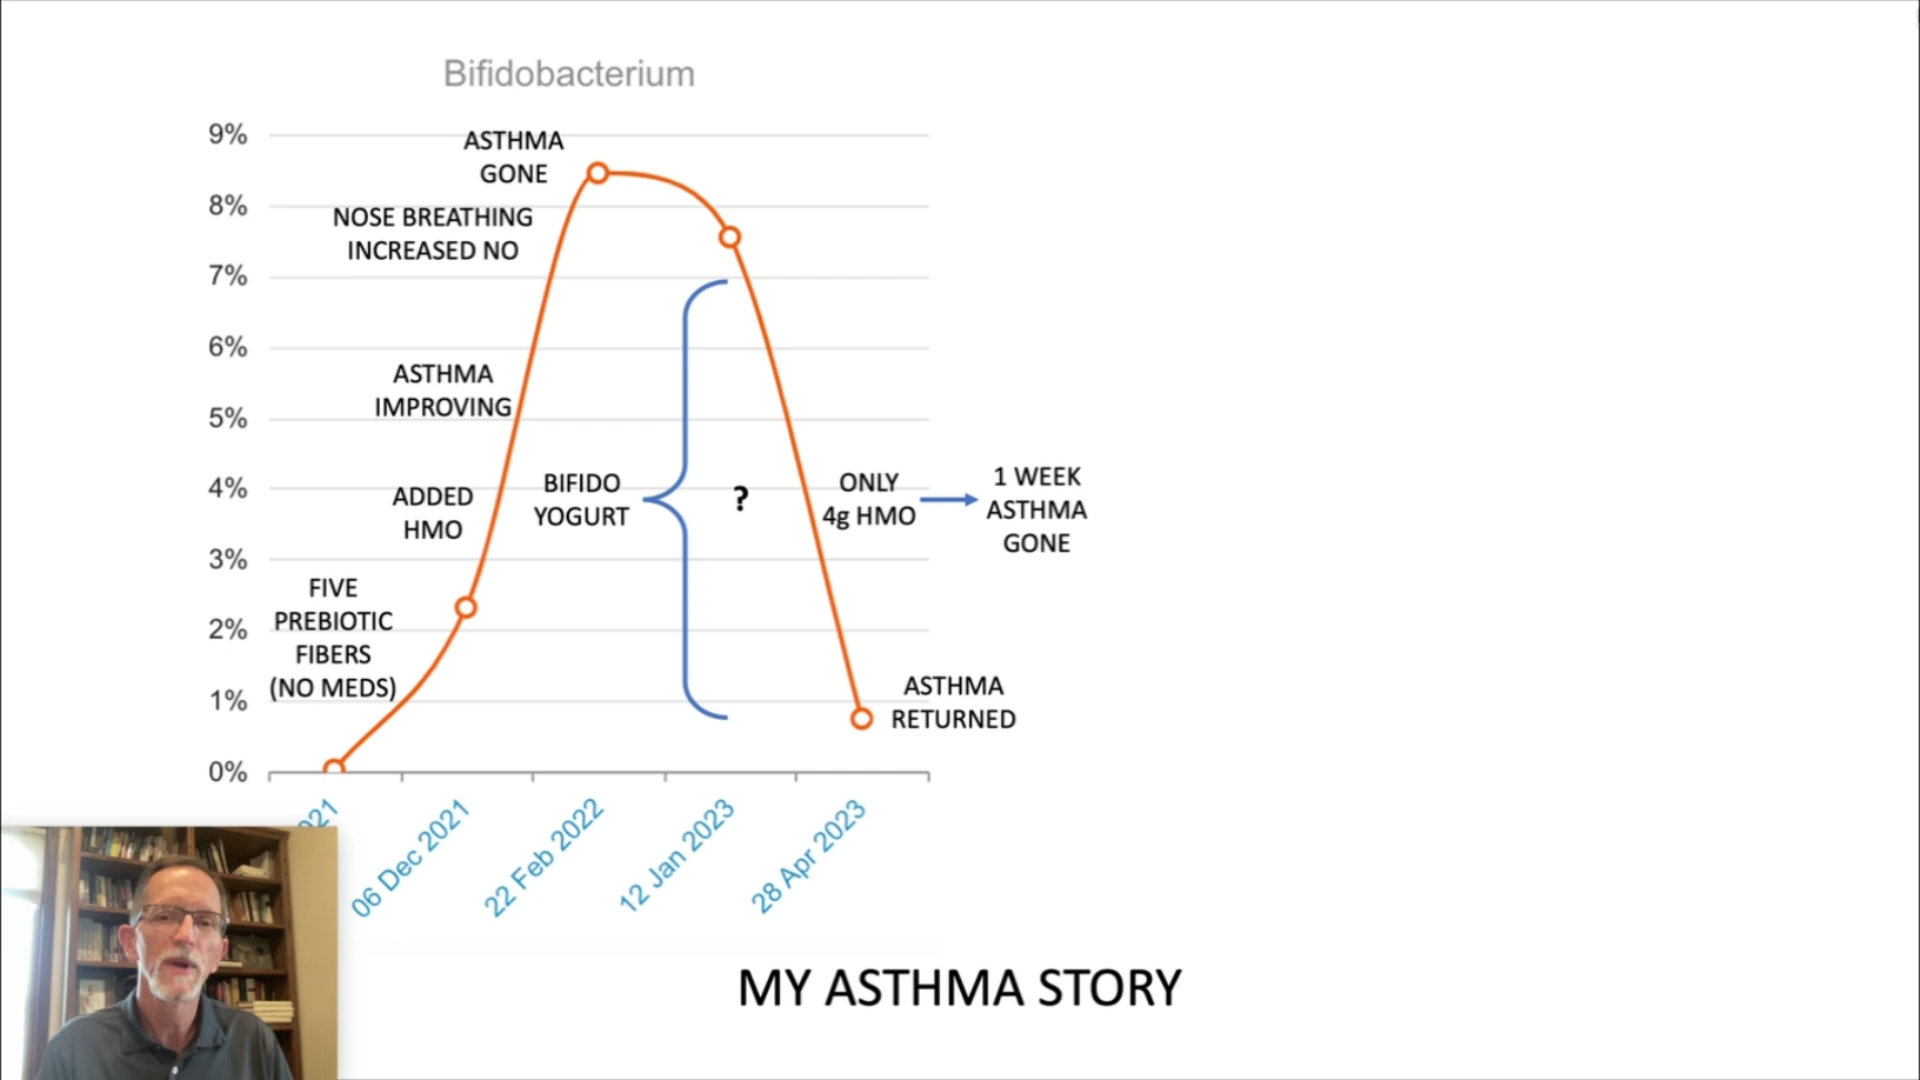 Bifidobacterium
9%
8%
7%
6%
5%
4%
3%
2%
1%
0%
ASTHMA
GONE
NOSE BREATHING
INCREASED NO
ASTHMA
IMPROVING
ADDED
HMO
FIVE
PREBIOTIC
FIBERS
(NO MEDS)
BIFIDO
YOGURT
?
ONLY
4g HMO
1 WEEK
ASTHMA
GONE
ASTHMA
RETURNED
06 Dec 2021
22 Feb 2022
12 Jan 2023
28 Apr 2023
MY ASTHMA STORY